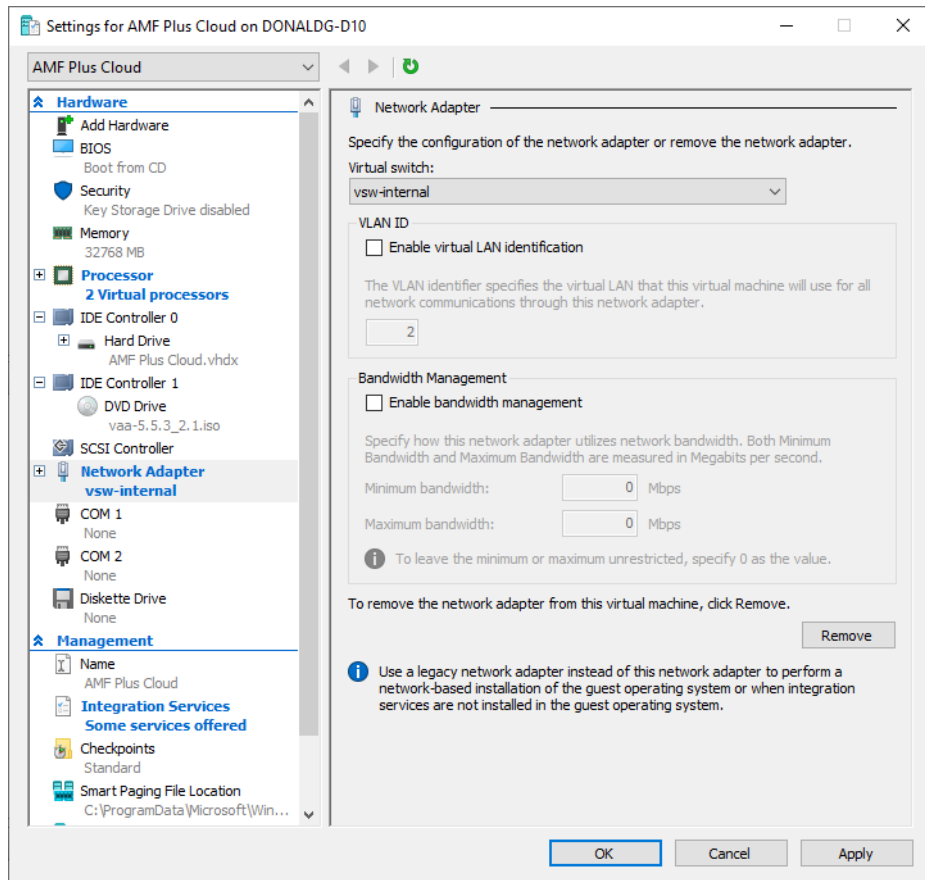 Settings for AMF Plus Cloud on DONALDG-D10
AMF Plus Cloud
Hardware
Add Hardware
BIOS
Boot from CD
Security
Key Storage Drive disabled
Memory
32768 MB
Processor
2 Virtual processors
IDE Controller 0
Hard Drive
AMF Plus Cloud.vhdx
IDE Controller 1
DVD Drive
vaa-5.5.3_2.1.iso
SCSI Controller
Network Adapter
vsw-internal
COM 1
None
COM 2
None
Diskette Drive
None
Management
Name
AMF Plus Cloud
Integration Services
Some services offered
Checkpoints
Standard
Smart Paging File Location
C:\ProgramData\Microsoft\Win...
Network Adapter
Specify the configuration of the network adapter or remove the network adapter.
Virtual switch:
vsw-internal
VLAN ID
Enable virtual LAN identification
The VLAN identifier specifies the virtual LAN that this virtual machine will use for all
network communications through this network adapter.
2
Bandwidth Management
Enable bandwidth management
Specify how this network adapter utilizes network bandwidth. Both Minimum
Bandwidth and Maximum Bandwidth are measured in Megabits per second.
Minimum bandwidth: 0 Mbps
Maximum bandwidth: 0 Mbps
To leave the minimum or maximum unrestricted, specify 0 as the value.
To remove the network adapter from this virtual machine, click Remove.
Remove
Use a legacy network adapter instead of this network adapter to perform a
network-based installation of the guest operating system or when integration
services are not installed in the guest operating system.
OK Cancel Apply